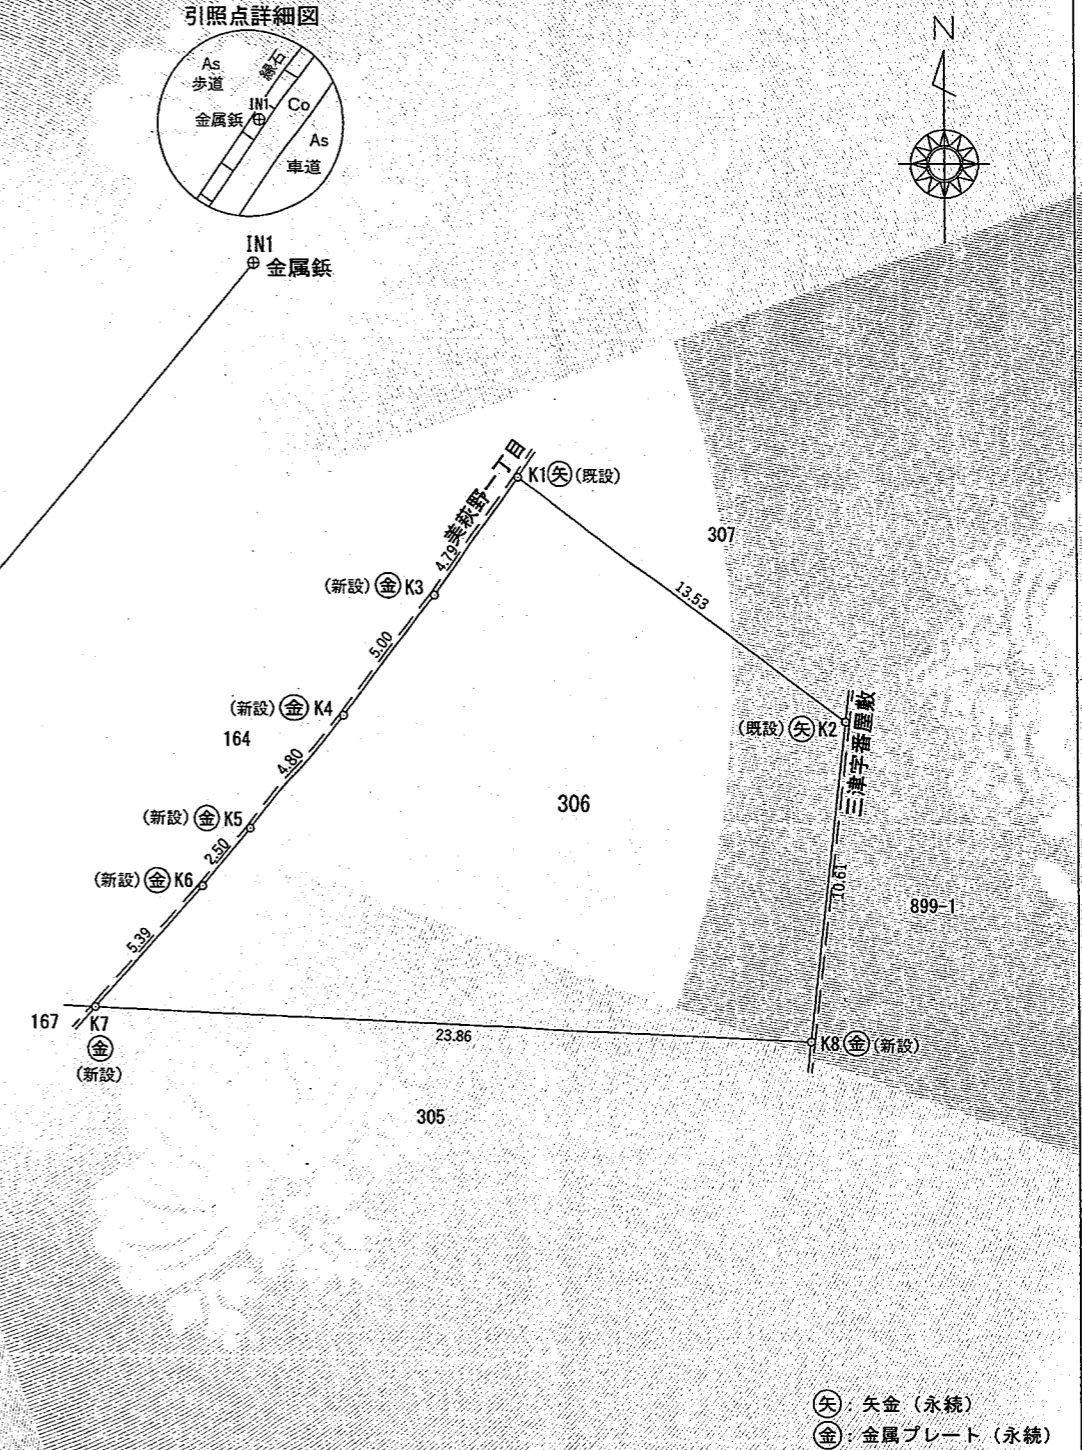 引照点詳細図
N
As
歩道
縁石
IN1
Co
金属鋲
As
車道
IN1
金属鋲
美萩野一丁目
K1 矢 (既設)
307
4.79
(新設) 金 K3
13.53
5.00
(新設) 金 K4
164
(既設) 矢 K2
三津字番屋敷
4.80
306
(新設) 金 K5
2.50
(新設) 金 K6
10.61
899-1
5.39
167
K7
金
(新設)
23.86
K8 金 (新設)
305
矢 : 矢金 (永続)
金 : 金属プレート (永続)